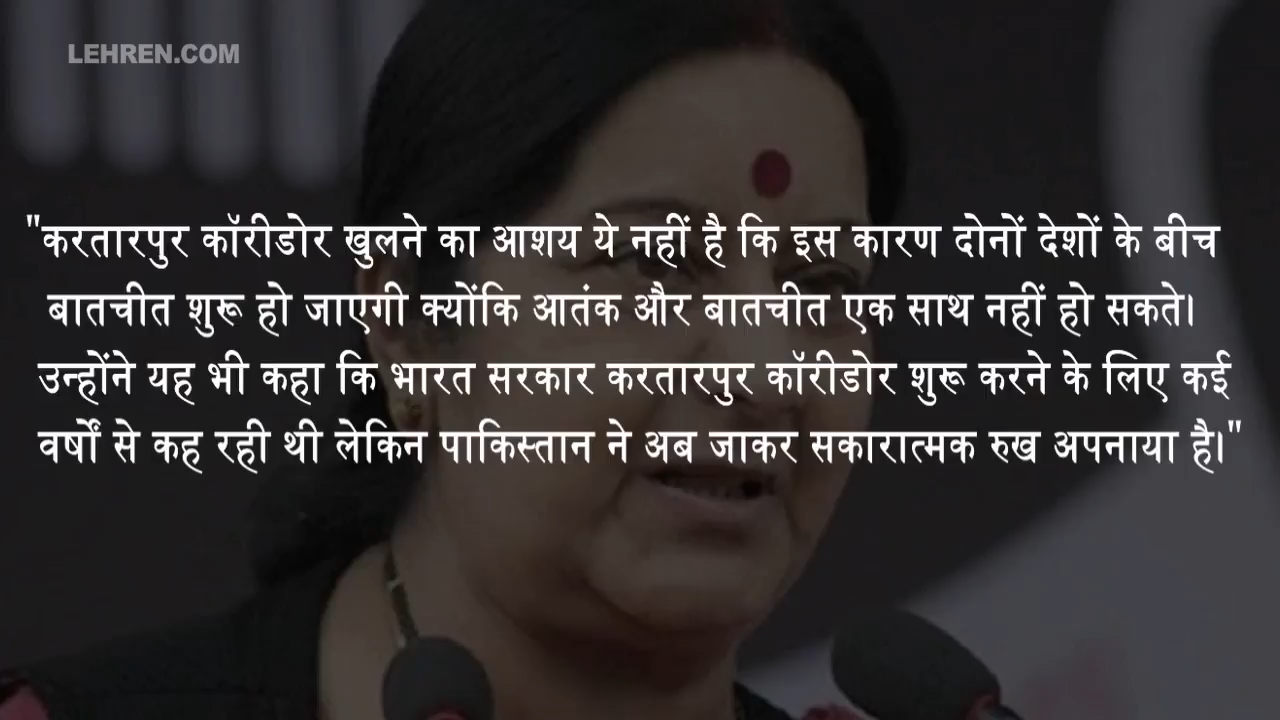 LEHREN.COM
"करतारपुर कॉरीडोर खुलने का आशय ये नहीं है कि इस कारण दोनों देशों के बीच
बातचीत शुरू हो जाएगी क्योंकि आतंक और बातचीत एक साथ नहीं हो सकते।
उन्होंने यह भी कहा कि भारत सरकार करतारपुर कॉरीडोर शुरू करने के लिए कई
वर्षों से कह रही थी लेकिन पाकिस्तान ने अब जाकर सकारात्मक रुख अपनाया है।"